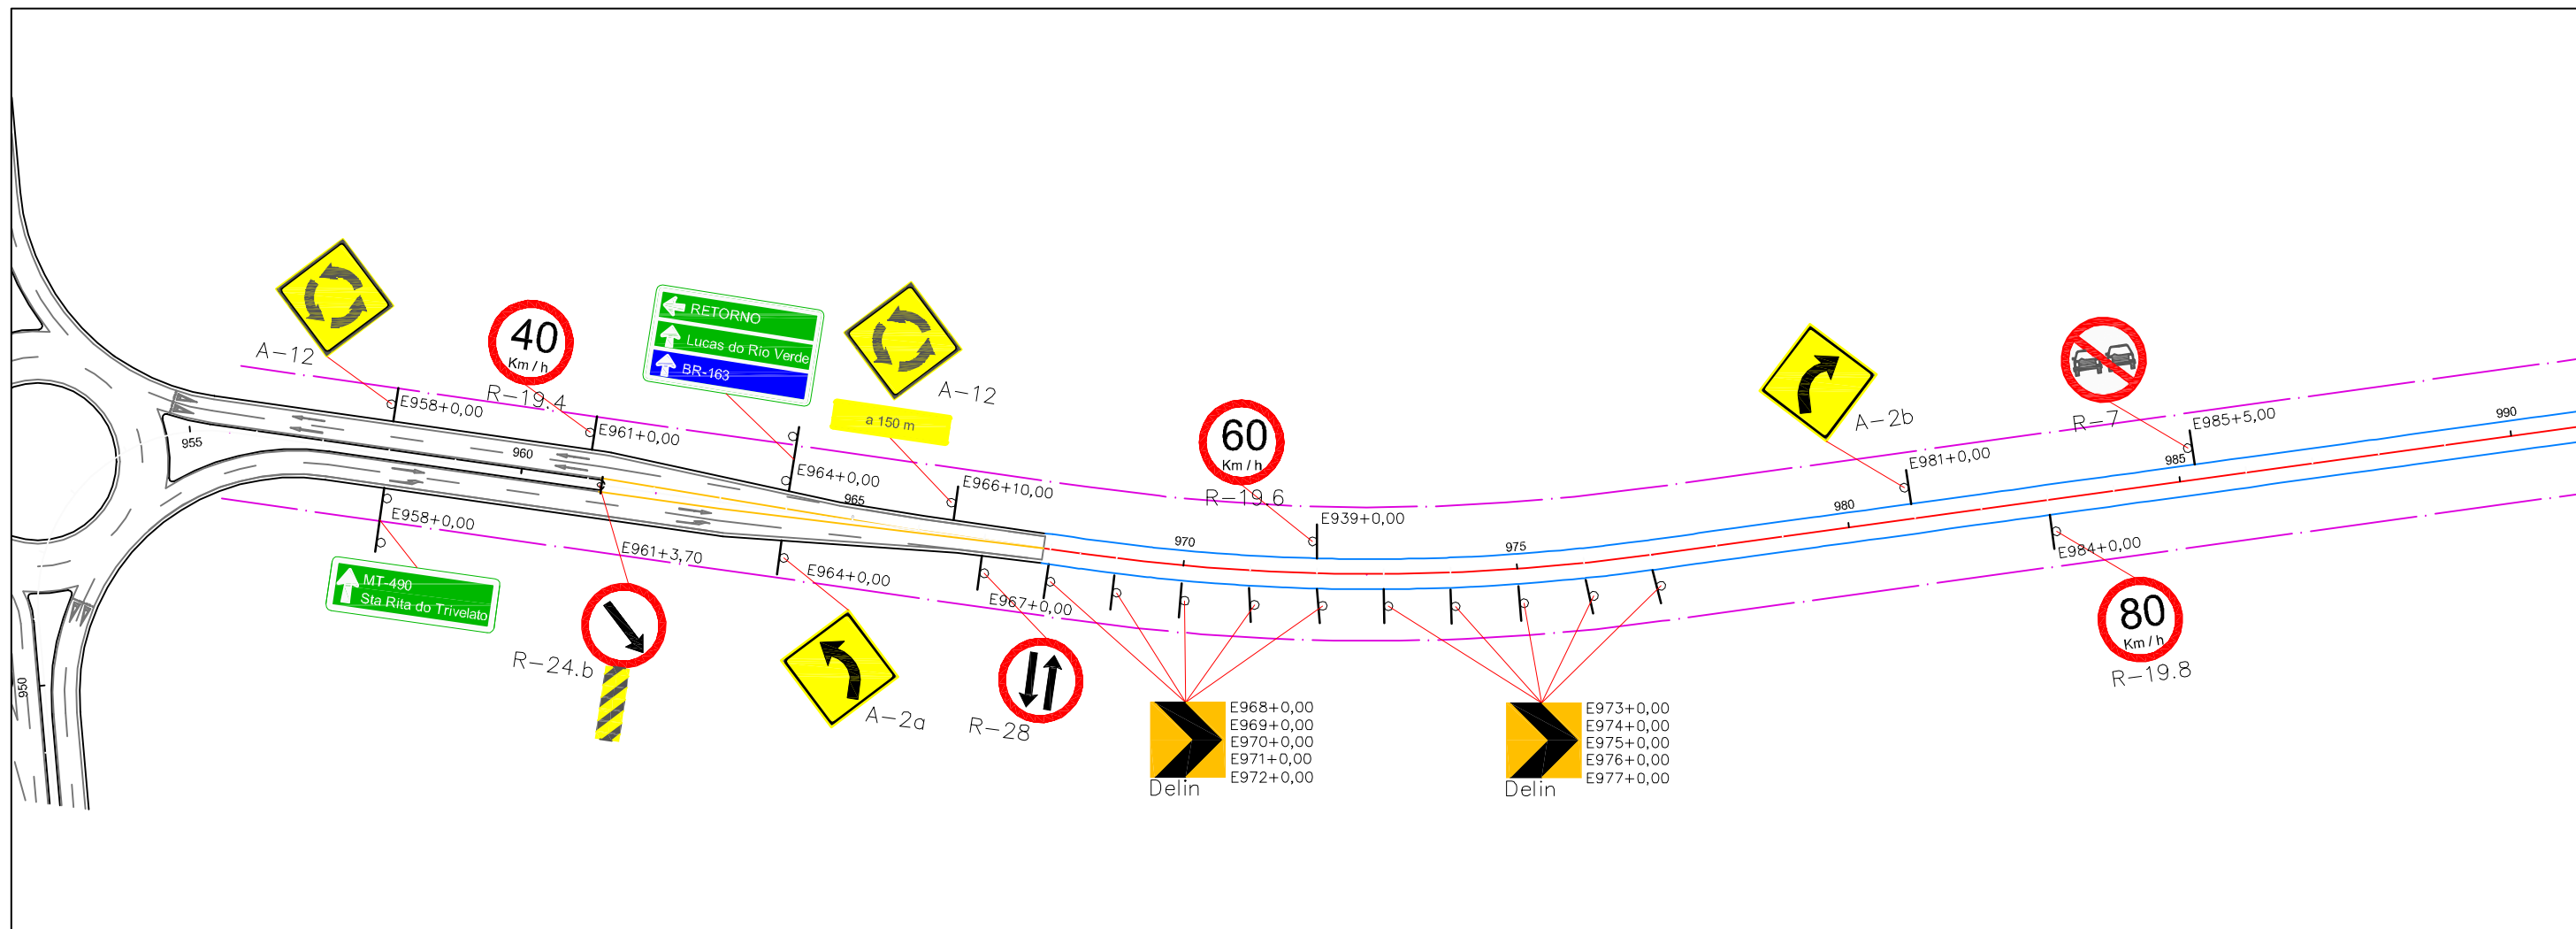 A-12
E958+0,00
40
Km / h
R-19.4
E961+0,00
RETORNO
Lucas do Rio Verde
BR-163
E964+0,00
A-12
a 150 m
E966+10,00
60
Km / h
R-19.6
E939+0,00
A-2b
E981+0,00
R-7
E985+5,00
955
960
965
970
975
980
985
990
950
E958+0,00
MT-490
Sta Rita do Trivelato
E961+3,70
R-24.b
E964+0,00
A-2a
E967+0,00
R-28
E968+0,00
E969+0,00
E970+0,00
E971+0,00
E972+0,00
Delin
E973+0,00
E974+0,00
E975+0,00
E976+0,00
E977+0,00
Delin
E984+0,00
80
Km / h
R-19.8